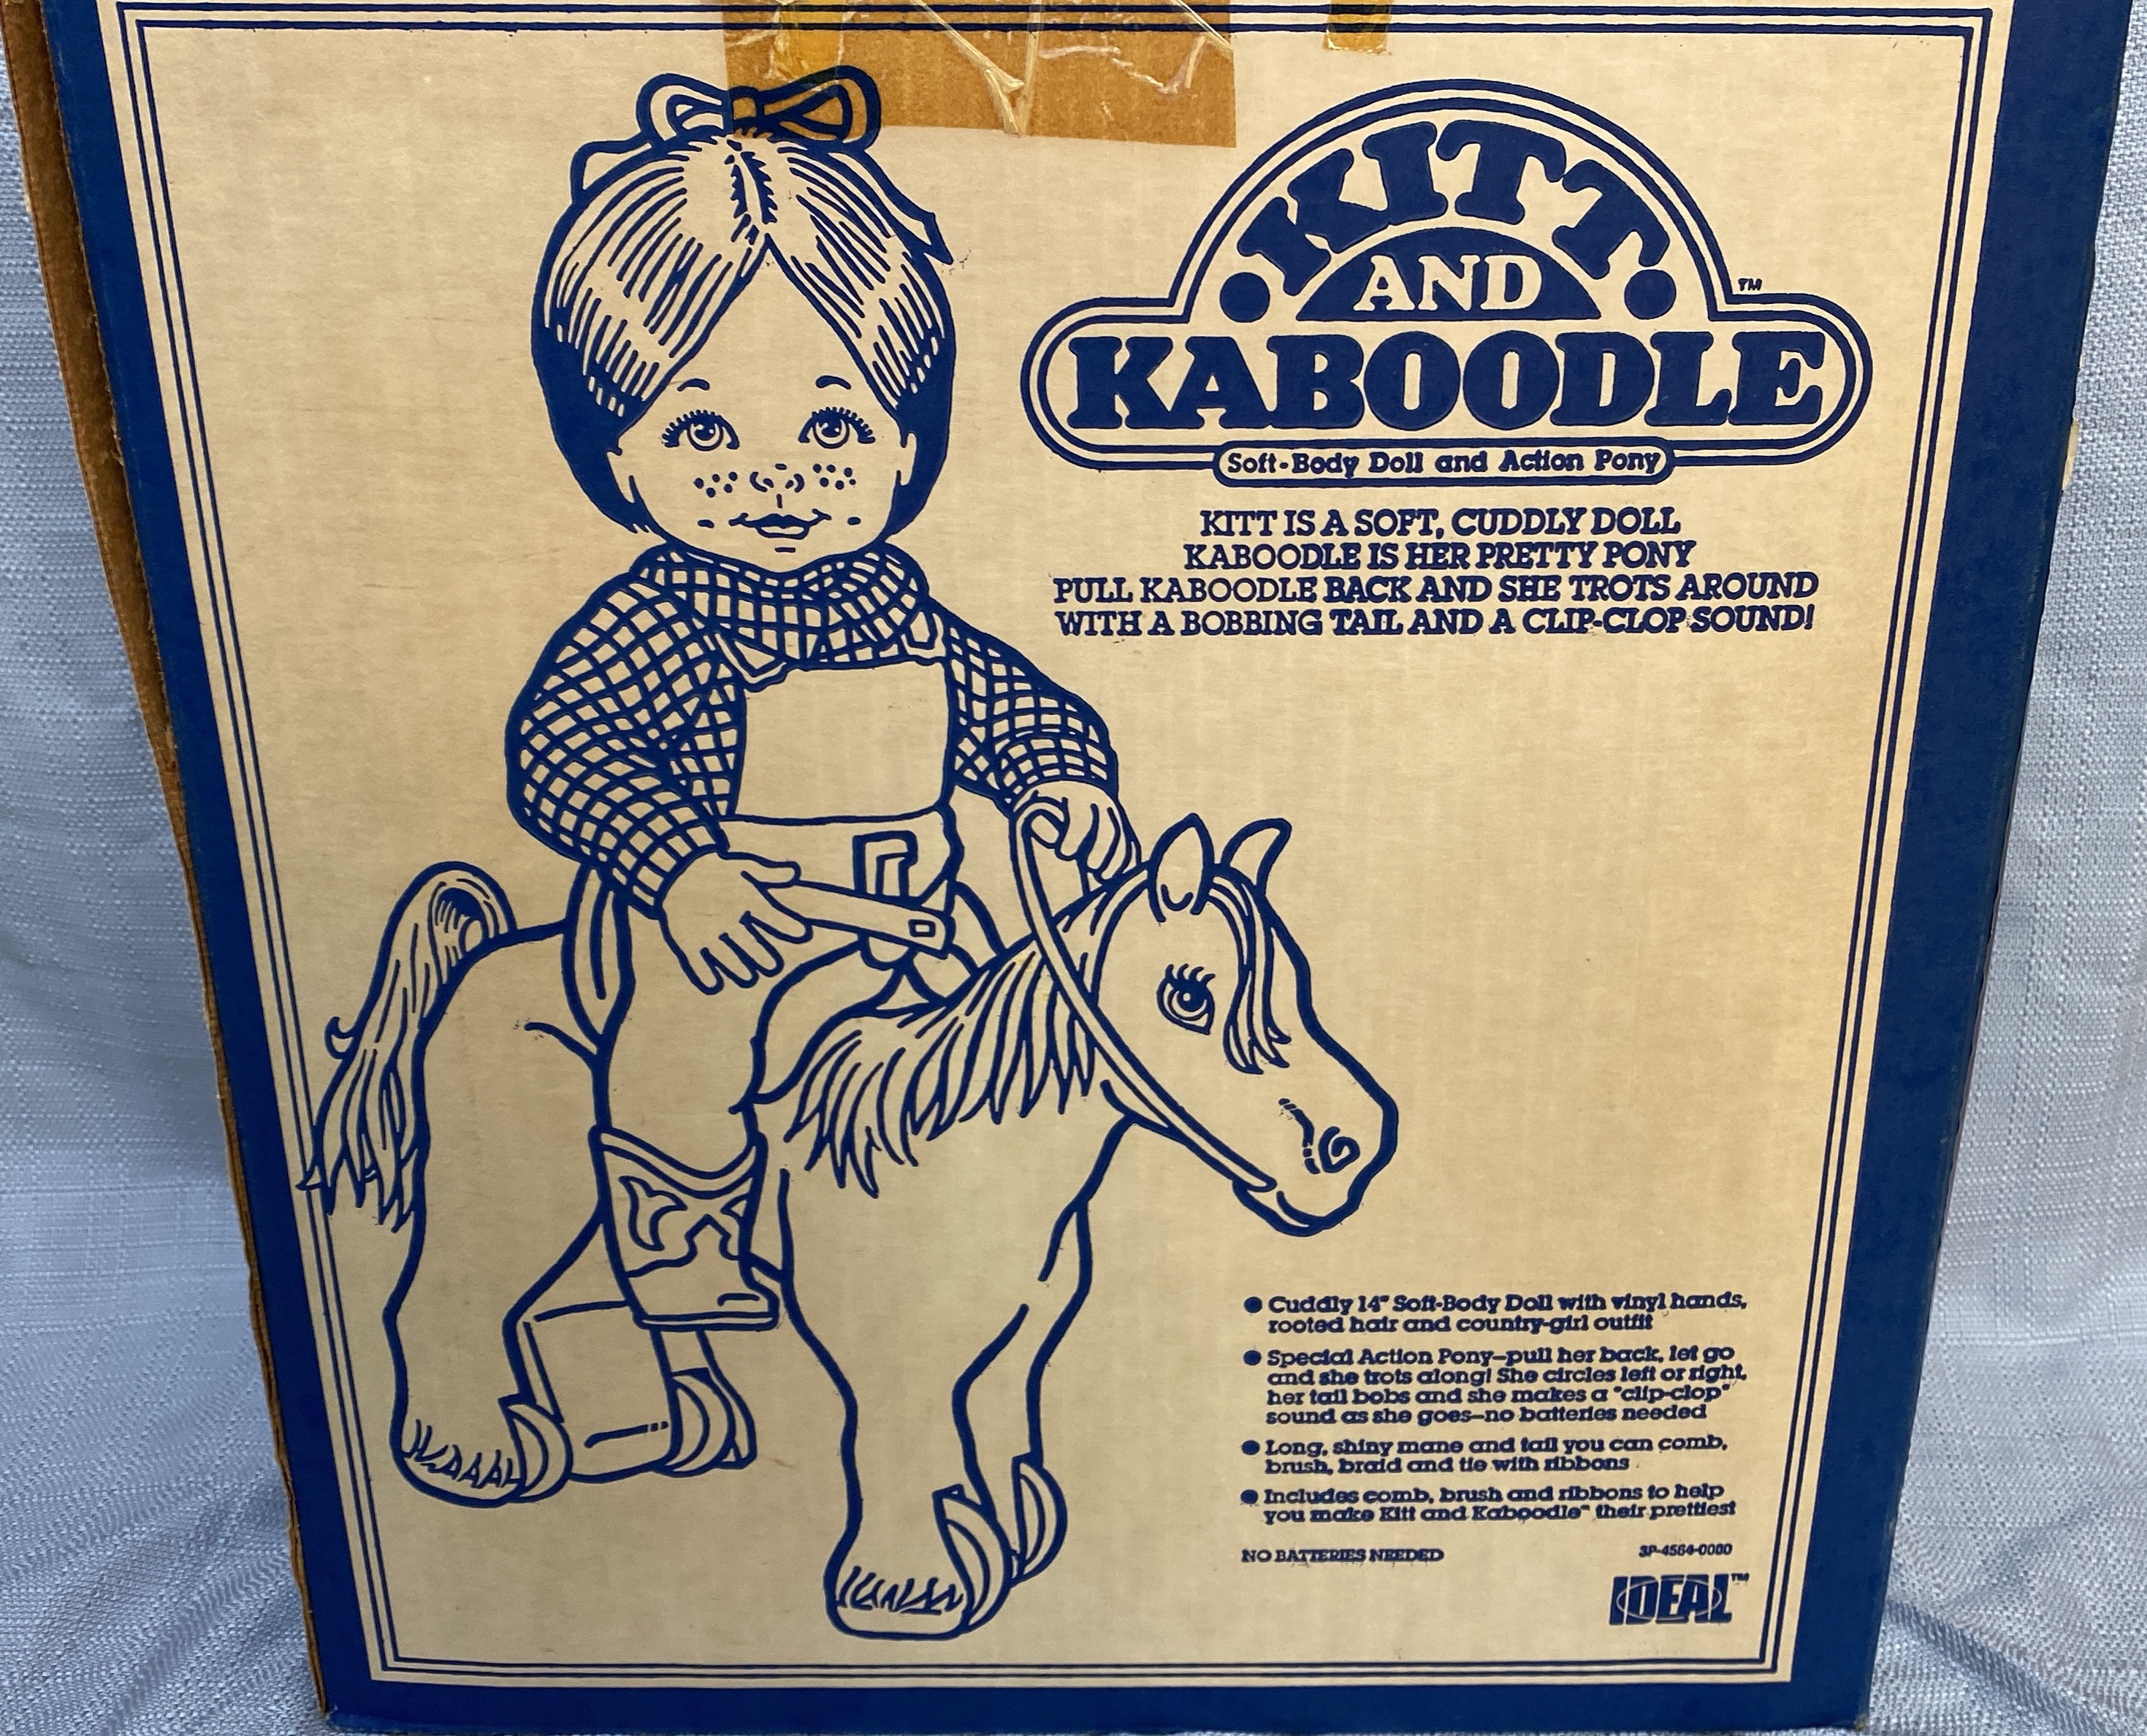 KITT
AND
KABOODLE
TM
Soft-Body Doll and Action Pony
KITT IS A SOFT, CUDDLY DOLL
KABOODLE IS HER PRETTY PONY
PULL KABOODLE BACK AND SHE TROTS AROUND
WITH A BOBBING TAIL AND A CLIP-CLOP SOUND!
● Cuddly 14" Soft-Body Doll with vinyl hands,
rooted hair and country-girl outfit
● Special Action Pony–pull her back, let go
and she trots along! She circles left or right,
her tail bobs and she makes a "clip-clop"
sound as she goes–no batteries needed
● Long, shiny mane and tail you can comb,
brush, braid and tie with ribbons
● Includes comb, brush and ribbons to help
you make Kitt and Kaboodle™ their prettiest
NO BATTERIES NEEDED
3P-4564-0080
IDEAL™